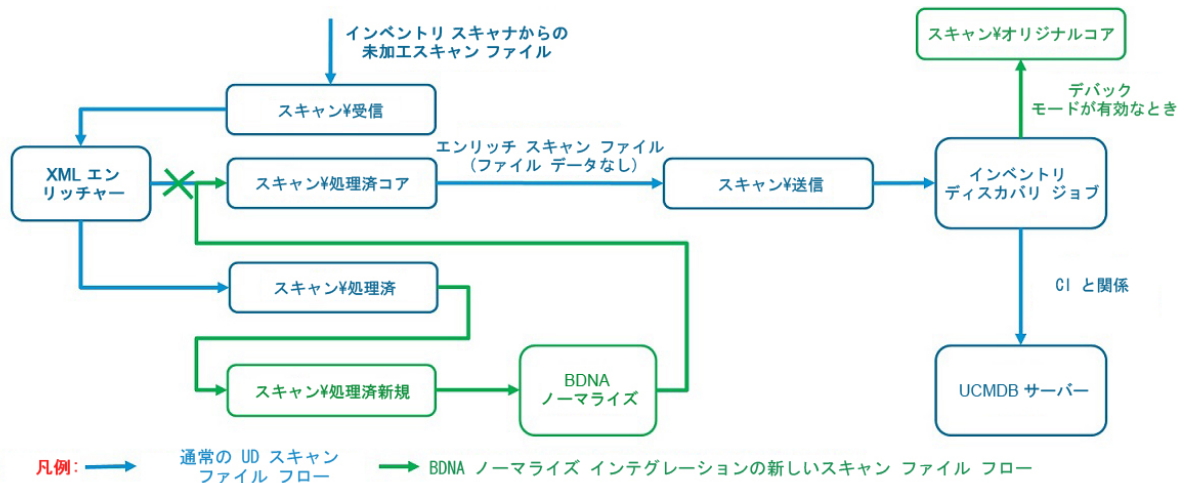 インベントリ スキャナからの
未加工スキャン ファイル
スキャン¥オリジナルコア
スキャン¥受信
デバック
モードが有効なとき
XML エン
リッチャー
スキャン¥処理済コア
エンリッチ スキャン ファイル
(ファイル データなし)
スキャン¥送信
インベントリ
ディスカバリ ジョブ
スキャン¥処理済
CI と関係
スキャン¥処理済新規
BDNA
ノーマライズ
UCMDB サーバー
凡例:
通常の UD スキャン
ファイル フロー
BDNA ノーマライズ インテグレーションの新しいスキャン ファイル フロー